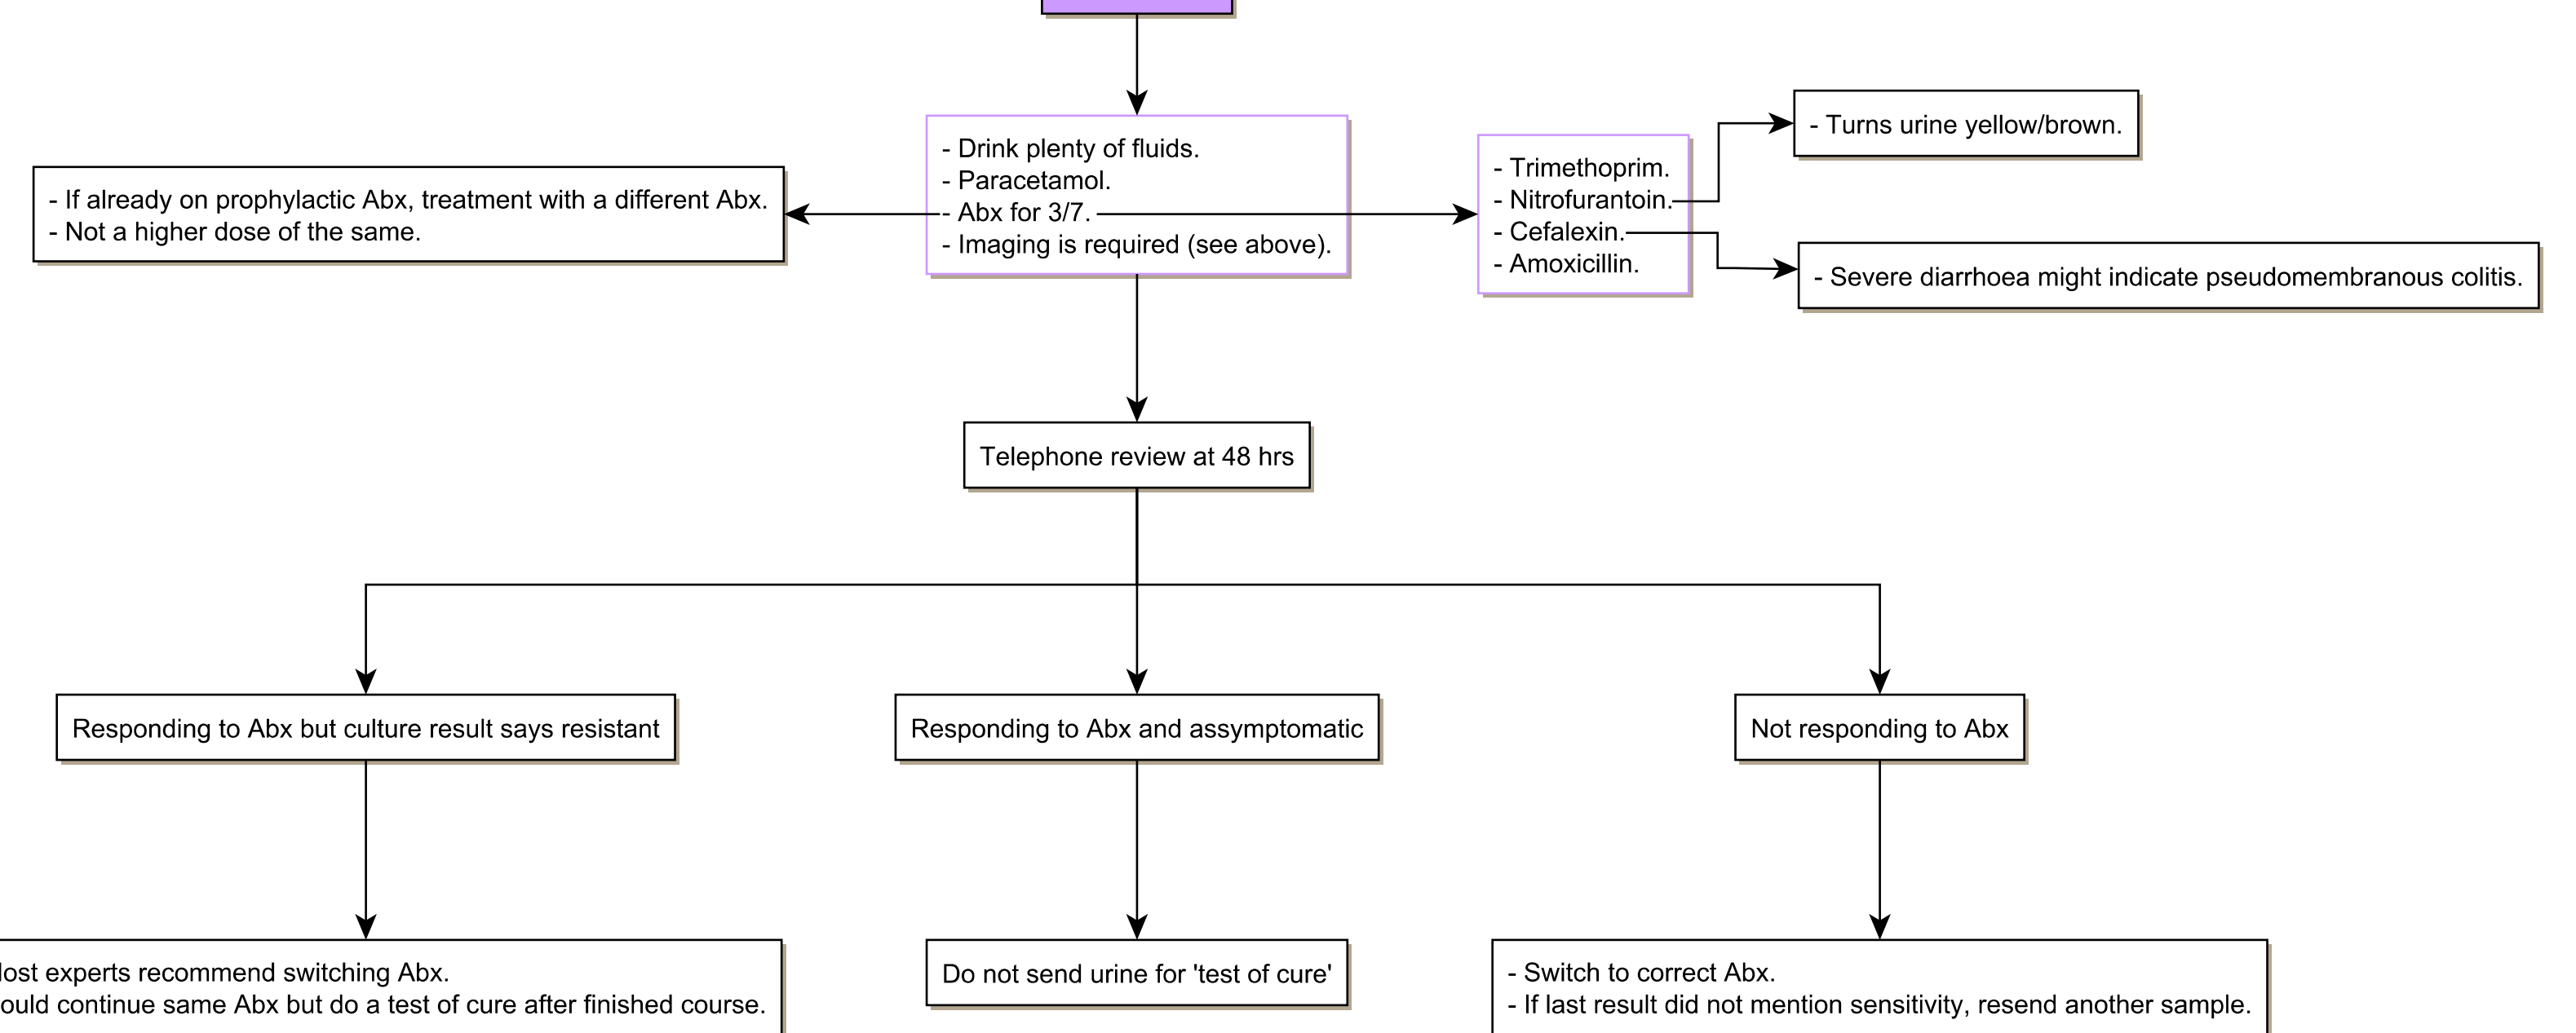 - Turns urine yellow/brown.
- Drink plenty of fluids.
- Paracetamol.
- Abx for 3/7.
- Imaging is required (see above).
- Trimethoprim.
- Nitrofurantoin.
- Cefalexin.
- Amoxicillin.
- If already on prophylactic Abx, treatment with a different Abx.
- Not a higher dose of the same.
- Severe diarrhoea might indicate pseudomembranous colitis.
Telephone review at 48 hrs
Responding to Abx but culture result says resistant
Responding to Abx and assymptomatic
Not responding to Abx
experts recommend switching Abx.
continue same Abx but do a test of cure after finished course.
Do not send urine for 'test of cure'
- Switch to correct Abx.
- If last result did not mention sensitivity, resend another sample.